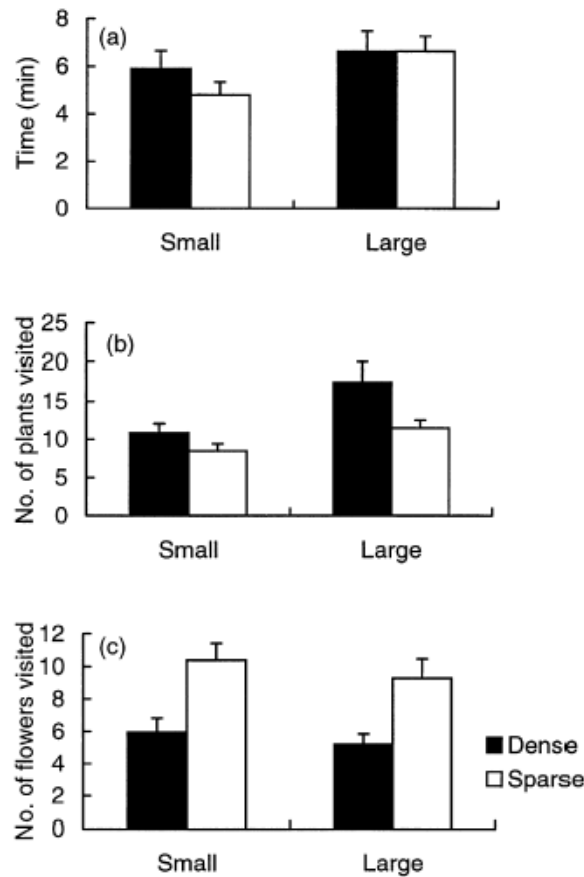 (a)
Time (min)
8
6
4
2
0
Small Large
(b)
No. of plants visited
25
20
15
10
5
0
Small Large
(c)
No. of flowers visited
12
10
8
6
4
2
0
Small Large
Dense
Sparse